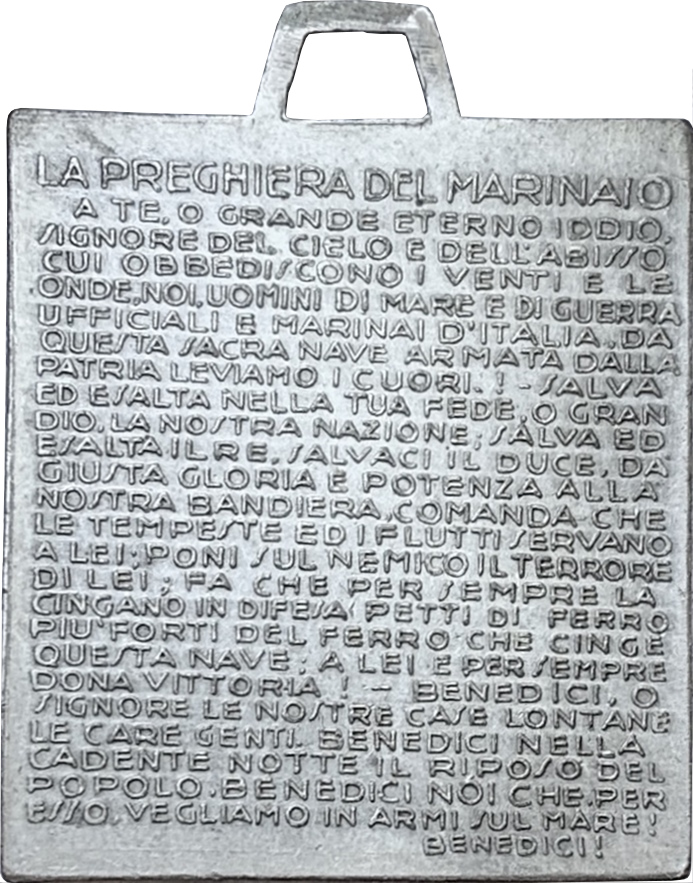 LA PREGHIERA DEL MARINAIO
A TE, O GRANDE ETERNO IDDIO,
SIGNORE DEL CIELO E DELL'ABISSO
CUI OBBEDISCONO I VENTI E LE
ONDE, NOI, UOMINI DI MARE E DI GUERRA
UFFICIALI E MARINAI D'ITALIA, DA
QUESTA SACRA NAVE ARMATA DALLA
PATRIA LEVIAMO I CUORI. ! - SALVA
ED ESALTA NELLA TUA FEDE, O GRAN
DIO, LA NOSTRA NAZIONE; SALVA ED
ESALTA IL RE, SALVACI IL DUCE, DA
GIUSTA GLORIA E POTENZA ALLA
NOSTRA BANDIERA, COMANDA CHE
LE TEMPESTE ED I FLUTTI SERVANO
A LEI; PONI SUL NEMICO IL TERRORE
DI LEI; FA CHE PER SEMPRE LA
CINGANO IN DIFESA PETTI DI FERRO
PIU' FORTI DEL FERRO CHE CINGE
QUESTA NAVE; A LEI E PER SEMPRE
DONA VITTORIA ! - BENEDICI, O
SIGNORE LE NOSTRE CASE LONTANE
LE CARE GENTI. BENEDICI NELLA
CADENTE NOTTE IL RIPOSO DEL
POPOLO. BENEDICI NOI CHE, PER
ESSO, VEGLIAMO IN ARMI SUL MARE!
BENEDICI!